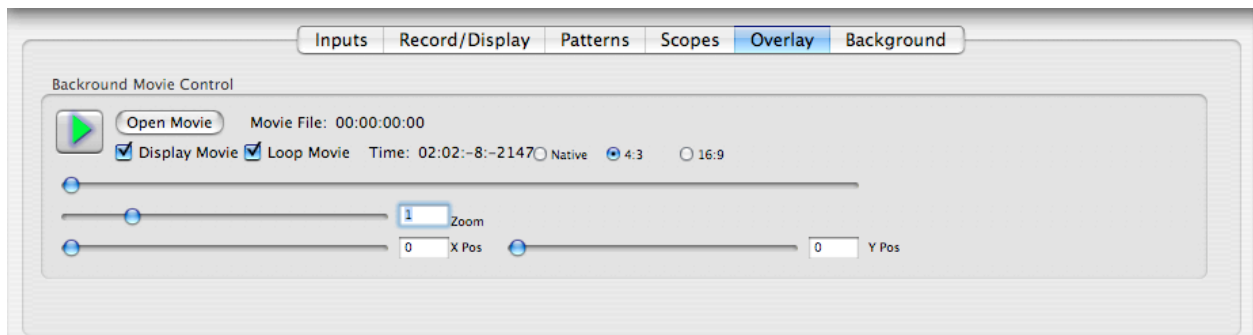 Inputs Record/Display Patterns Scopes Overlay Background
Backround Movie Control
Open Movie Movie File: 00:00:00:00
Display Movie Loop Movie Time: 02:02:-8:-2147 Native 4:3 16:9
1 Zoom
0 X Pos 0 Y Pos